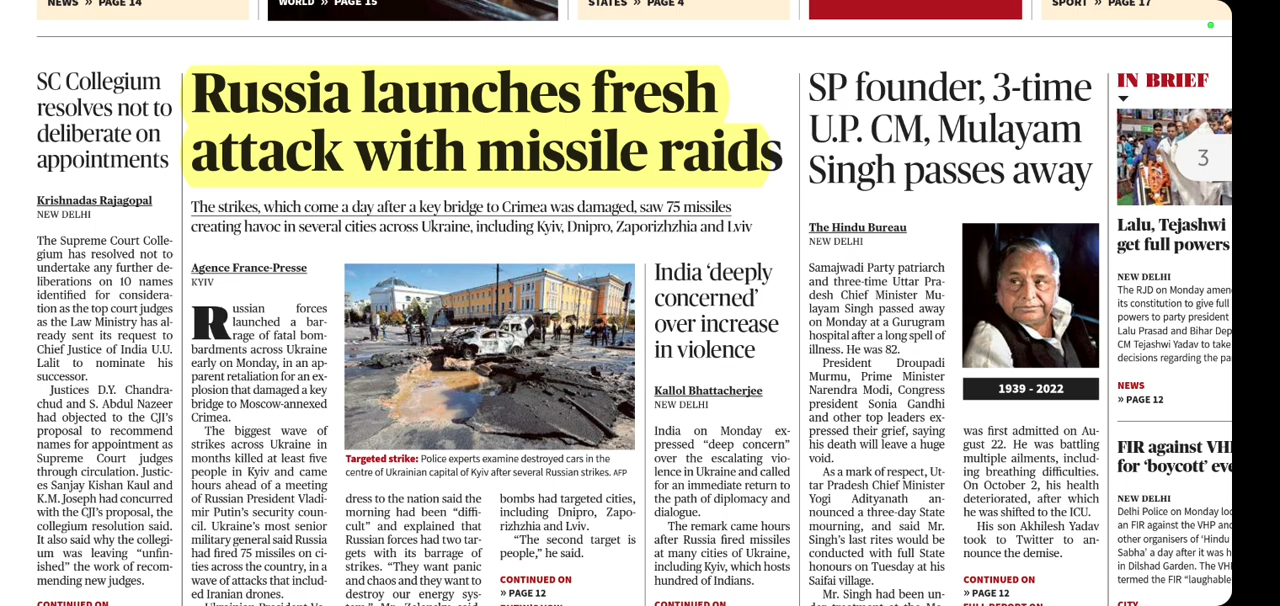 NEWS » PAGE 14
WORLD » PAGE 15
STATES » PAGE 4
SPORT » PAGE 17
SC Collegium
resolves not to
deliberate on
appointments
Krishnadas Rajagopal
NEW DELHI
The Supreme Court Colle-
gium has resolved not to
undertake any further de-
liberations on 10 names
identified for considera-
tion as the top court judges
as the Law Ministry has al-
ready sent its request to
Chief Justice of India U.U.
Lalit to nominate his
successor.
Justices D.Y. Chandra-
chud and S. Abdul Nazeer
had objected to the CJI's
proposal to recommend
names for appointment as
Supreme Court judges
through circulation. Justic-
es Sanjay Kishan Kaul and
K.M. Joseph had concurred
with the CJI's proposal, the
collegium resolution said.
It also said why the collegi-
um was leaving “unfin-
ished” the work of recom-
mending new judges.
CONTINUED ON
Russia launches fresh
attack with missile raids
The strikes, which come a day after a key bridge to Crimea was damaged, saw 75 missiles
creating havoc in several cities across Ukraine, including Kyiv, Dnipro, Zaporizhzhia and Lviv
Agence France-Presse
KYIV
Russian forces
launched a bar-
rage of fatal bom-
bardments across Ukraine
early on Monday, in an ap-
parent retaliation for an ex-
plosion that damaged a key
bridge to Moscow-annexed
Crimea.
The biggest wave of
strikes across Ukraine in
months killed at least five
people in Kyiv and came
hours ahead of a meeting
of Russian President Vladi-
mir Putin's security coun-
cil. Ukraine's most senior
military general said Russia
had fired 75 missiles on ci-
ties across the country, in a
wave of attacks that includ-
ed Iranian drones.
Targeted strike: Police experts examine destroyed cars in the
centre of Ukrainian capital of Kyiv after several Russian strikes. AFP
dress to the nation said the
morning had been “diffi-
cult” and explained that
Russian forces had two tar-
gets with its barrage of
strikes. “They want panic
and chaos and they want to
destroy our energy sys-
bombs had targeted cities,
including Dnipro, Zapo-
rizhzhia and Lviv.
“The second target is
people,” he said.
CONTINUED ON
» PAGE 12
India ‘deeply
concerned’
over increase
in violence
Kallol Bhattacherjee
NEW DELHI
India on Monday ex-
pressed “deep concern”
over the escalating vio-
lence in Ukraine and called
for an immediate return to
the path of diplomacy and
dialogue.
The remark came hours
after Russia fired missiles
at many cities of Ukraine,
including Kyiv, which hosts
hundred of Indians.
CONTINUED ON
SP founder, 3-time
U.P. CM, Mulayam
Singh passes away
The Hindu Bureau
NEW DELHI
Samajwadi Party patriarch
and three-time Uttar Pra-
desh Chief Minister Mu-
layam Singh passed away
on Monday at a Gurugram
hospital after a long spell of
illness. He was 82.
President Droupadi
Murmu, Prime Minister
Narendra Modi, Congress
president Sonia Gandhi
and other top leaders ex-
pressed their grief, saying
his death will leave a huge
void.
As a mark of respect, Ut-
tar Pradesh Chief Minister
Yogi Adityanath an-
nounced a three-day State
mourning, and said Mr.
Singh's last rites would be
conducted with full State
honours on Tuesday at his
Saifai village.
Mr. Singh had been un-
1939 - 2022
was first admitted on Au-
gust 22. He was battling
multiple ailments, includ-
ing breathing difficulties.
On October 2, his health
deteriorated, after which
he was shifted to the ICU.
His son Akhilesh Yadav
took to Twitter to an-
nounce the demise.
CONTINUED ON
» PAGE 12
IN BRIEF
3
Lalu, Tejashwi
get full powers
NEW DELHI
The RJD on Monday amen
its constitution to give full
powers to party president
Lalu Prasad and Bihar Dep
CM Tejashwi Yadav to take
decisions regarding the pa
NEWS
» PAGE 12
FIR against VH
for ‘boycott’ eve
NEW DELHI
Delhi Police on Monday lo
an FIR against the VHP and
other organisers of ‘Hindu
Sabha’ a day after it was h
in Dilshad Garden. The VH
termed the FIR “laughable
CITY